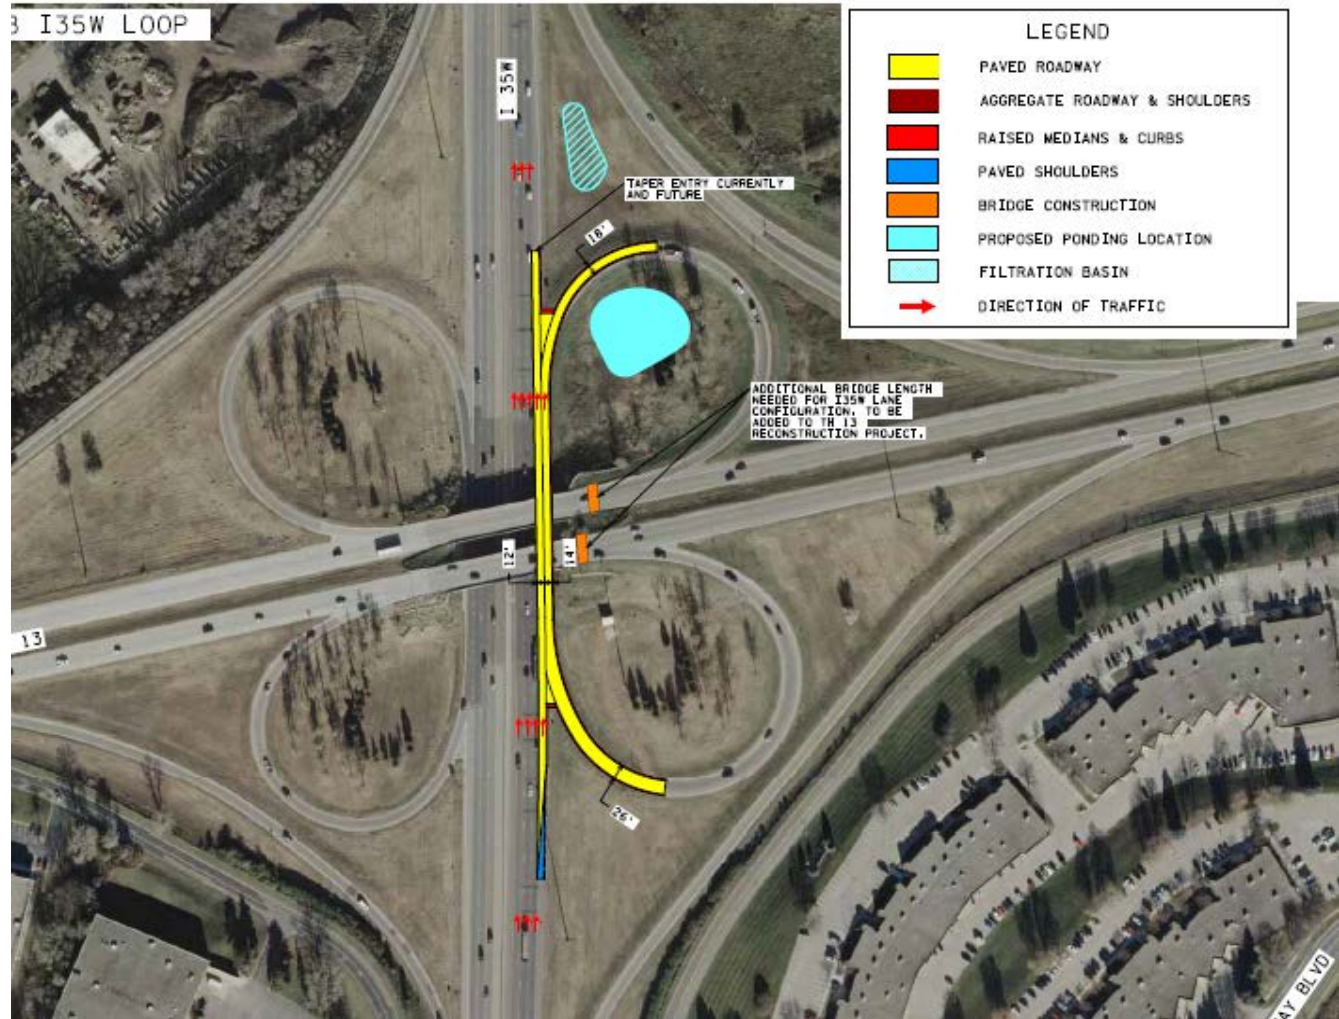 3 I35W LOOP
I 35W
LEGEND
PAVED ROADWAY
AGGREGATE ROADWAY & SHOULDERS
RAISED MEDIANS & CURBS
PAVED SHOULDERS
BRIDGE CONSTRUCTION
PROPOSED PONDING LOCATION
FILTRATION BASIN
DIRECTION OF TRAFFIC
TAPER ENTRY CURRENTLY
AND FUTURE
18'
ADDITIONAL BRIDGE LENGTH
NEEDED FOR I35W LANE
CONFIGURATION, TO BE
ADDED TO TH 13
RECONSTRUCTION PROJECT.
12'
14'
13
26'
AY BLVD